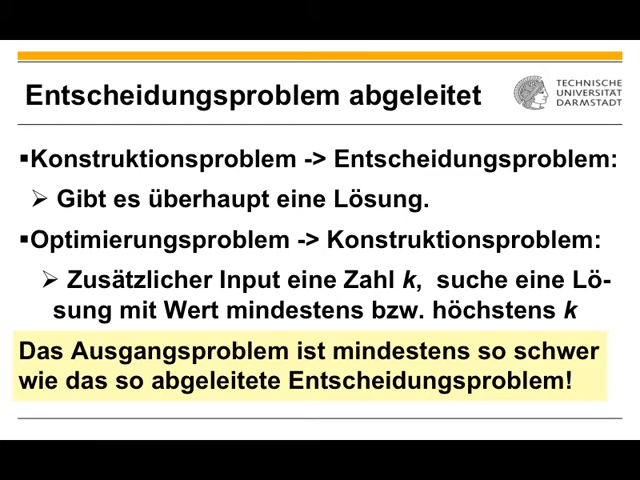 Entscheidungsproblem abgeleitet
TECHNISCHE
UNIVERSITÄT
DARMSTADT
▪Konstruktionsproblem -> Entscheidungsproblem:
➢ Gibt es überhaupt eine Lösung.
▪Optimierungsproblem -> Konstruktionsproblem:
➢ Zusätzlicher Input eine Zahl k, suche eine Lö-
sung mit Wert mindestens bzw. höchstens k
Das Ausgangsproblem ist mindestens so schwer
wie das so abgeleitete Entscheidungsproblem!